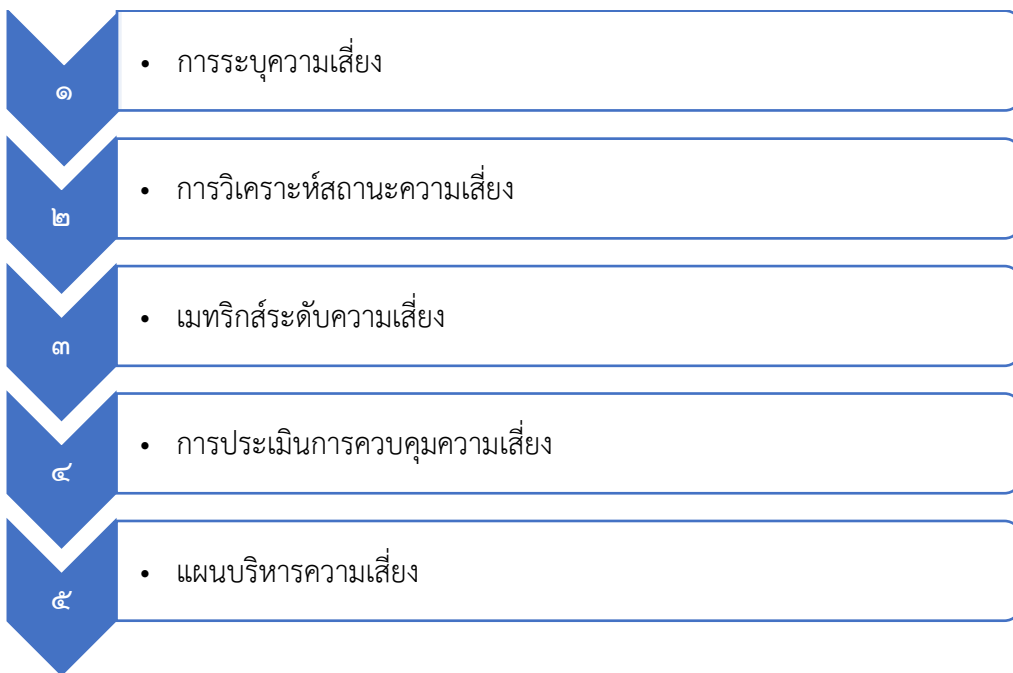 ๑
• การระบุความเสี่ยง
๒
• การวิเคราะห์สถานะความเสี่ยง
๓
• เมทริกส์ระดับความเสี่ยง
๔
• การประเมินการควบคุมความเสี่ยง
๕
• แผนบริหารความเสี่ยง